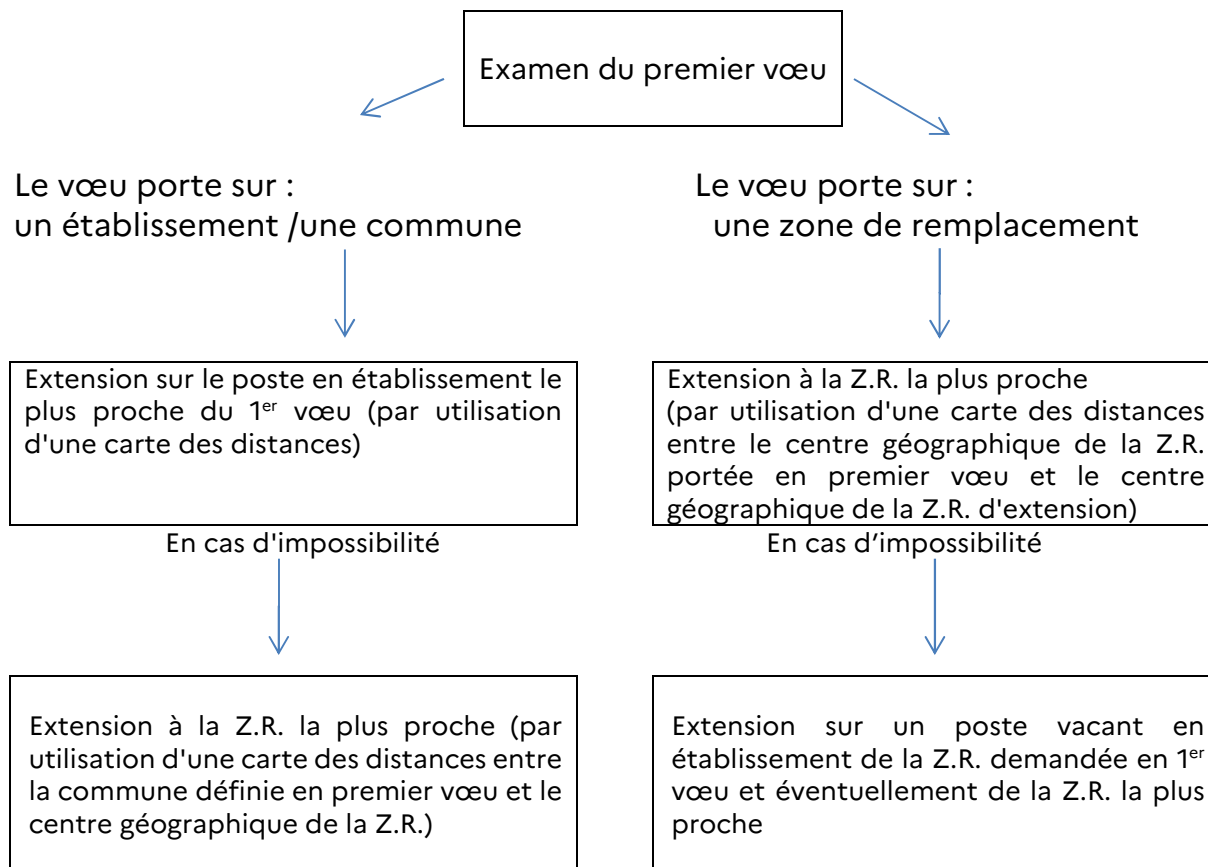 Examen du premier vœu
Le vœu porte sur :
un établissement /une commune
Le vœu porte sur :
une zone de remplacement
Extension sur le poste en établissement le
plus proche du 1er vœu (par utilisation
d'une carte des distances)
Extension à la Z.R. la plus proche
(par utilisation d'une carte des distances
entre le centre géographique de la Z.R.
portée en premier vœu et le centre
géographique de la Z.R. d'extension)
En cas d'impossibilité
En cas d’impossibilité
Extension à la Z.R. la plus proche (par
utilisation d'une carte des distances entre
la commune définie en premier vœu et le
centre géographique de la Z.R.)
Extension sur un poste vacant en
établissement de la Z.R. demandée en 1er
vœu et éventuellement de la Z.R. la plus
proche